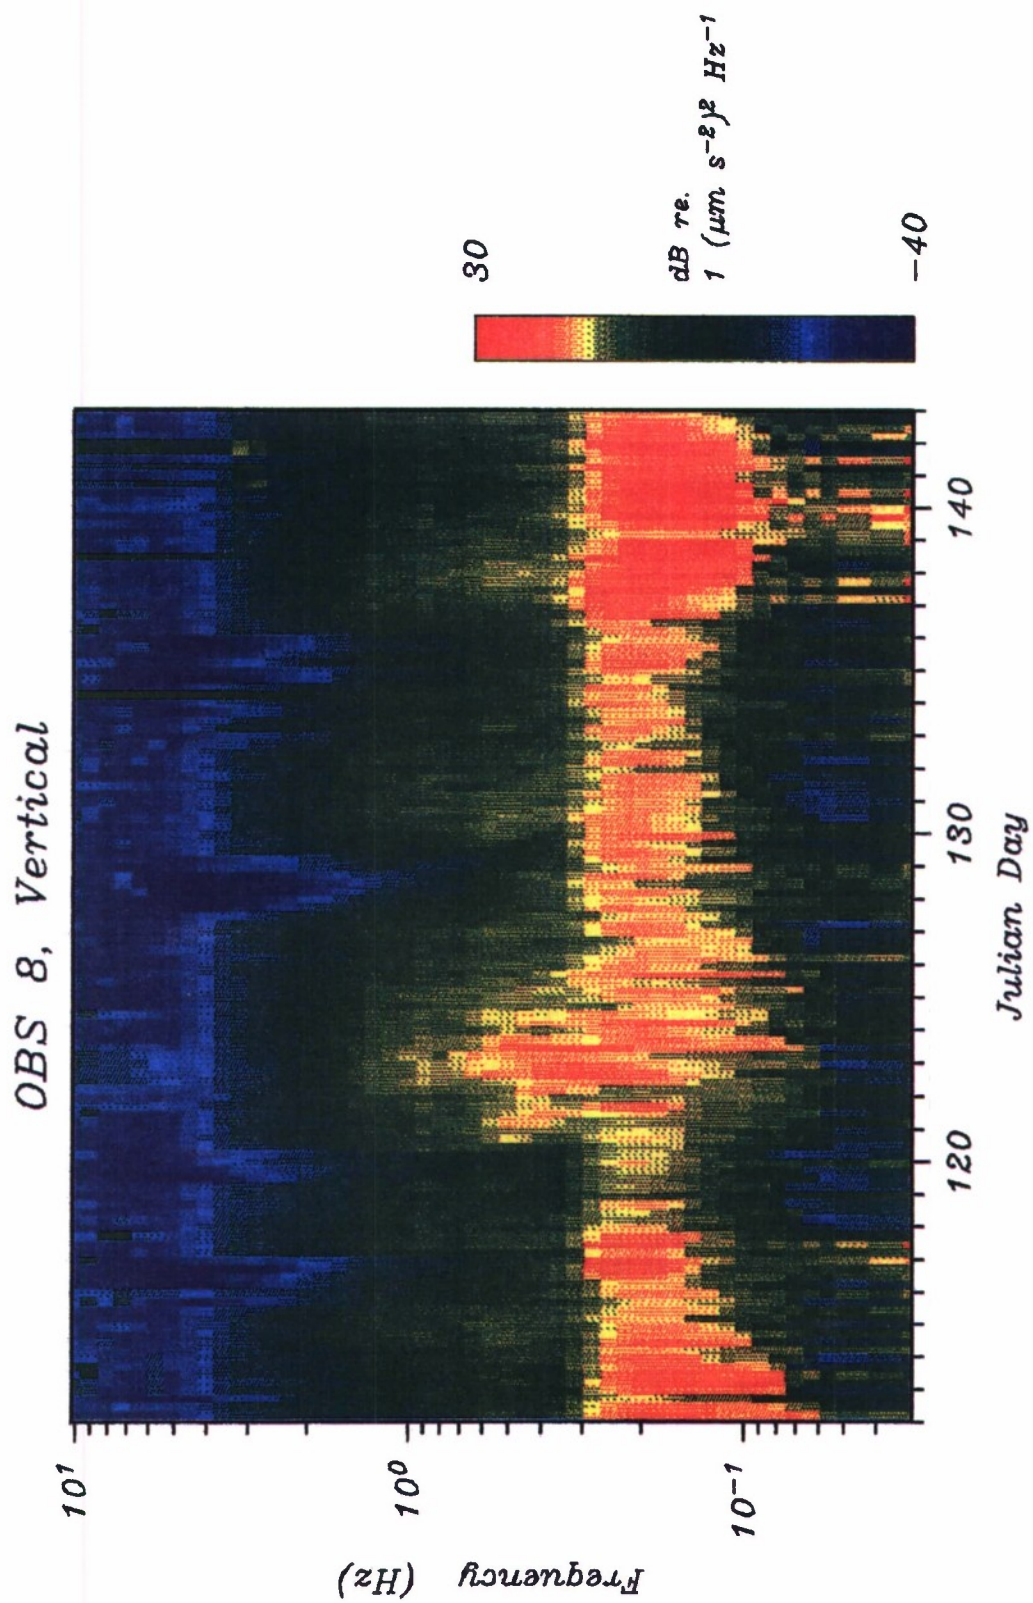 OBS 8, Vertical
Frequency
(Hz)
10¹
10⁰
10⁻¹
120
130
140
Julian Day
30
dB re.
1 (μm s⁻²)² Hz⁻¹
−40